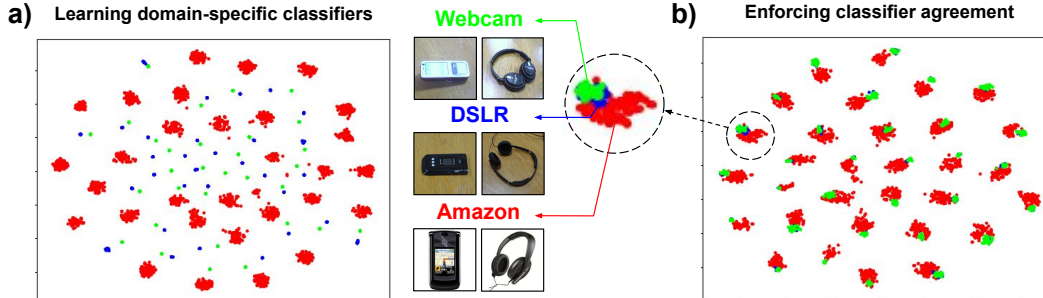 a) Learning domain-specific classifiers
Webcam
DSLR
Amazon
b) Enforcing classifier agreement